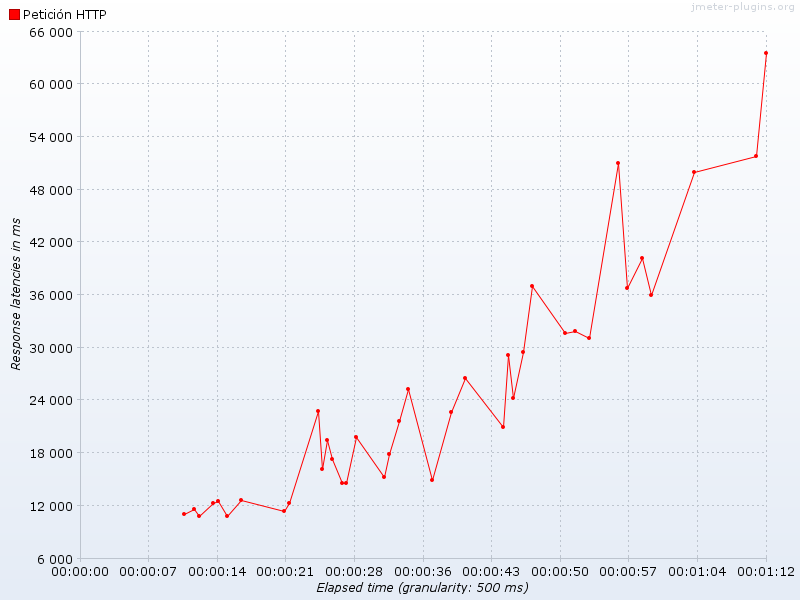 jmeter-plugins.org
Petición HTTP
66 000
60 000
54 000
48 000
42 000
36 000
30 000
24 000
18 000
12 000
6 000
Response latencies in ms
00:00:00 00:00:07 00:00:14 00:00:21 00:00:28 00:00:36 00:00:43 00:00:50 00:00:57 00:01:04 00:01:12
Elapsed time (granularity: 500 ms)